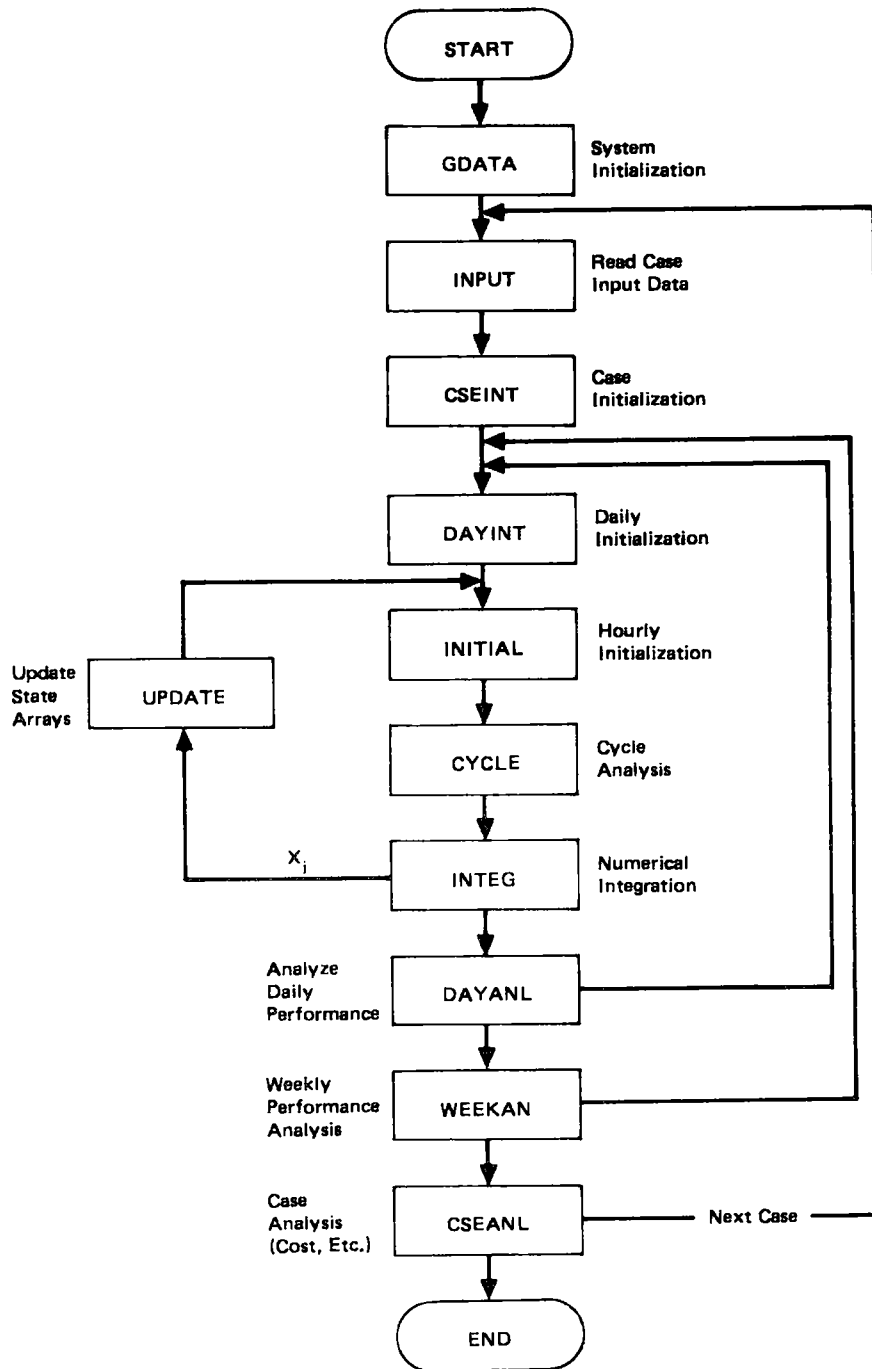 START
GDATA
System
Initialization
INPUT
Read Case
Input Data
CSEINT
Case
Initialization
DAYINT
Daily
Initialization
INITIAL
Hourly
Initialization
Update
State
Arrays
UPDATE
CYCLE
Cycle
Analysis
Xj
INTEG
Numerical
Integration
Analyze
Daily
Performance
DAYANL
Weekly
Performance
Analysis
WEEKAN
Case
Analysis
(Cost, Etc.)
CSEANL
Next Case
END